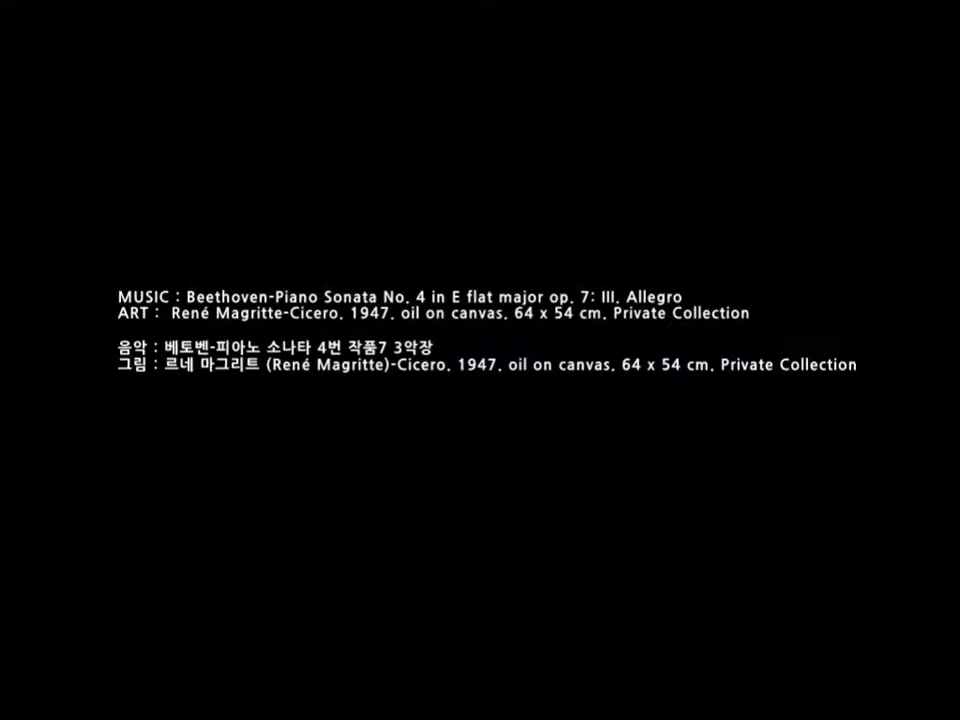 MUSIC : Beethoven-Piano Sonata No. 4 in E flat major op. 7: III. Allegro
ART :  René Magritte-Cicero. 1947. oil on canvas. 64 x 54 cm. Private Collection
음악 : 베토벤-피아노 소나타 4번 작품7 3악장
그림 : 르네 마그리트 (René Magritte)-Cicero. 1947. oil on canvas. 64 x 54 cm. Private Collection